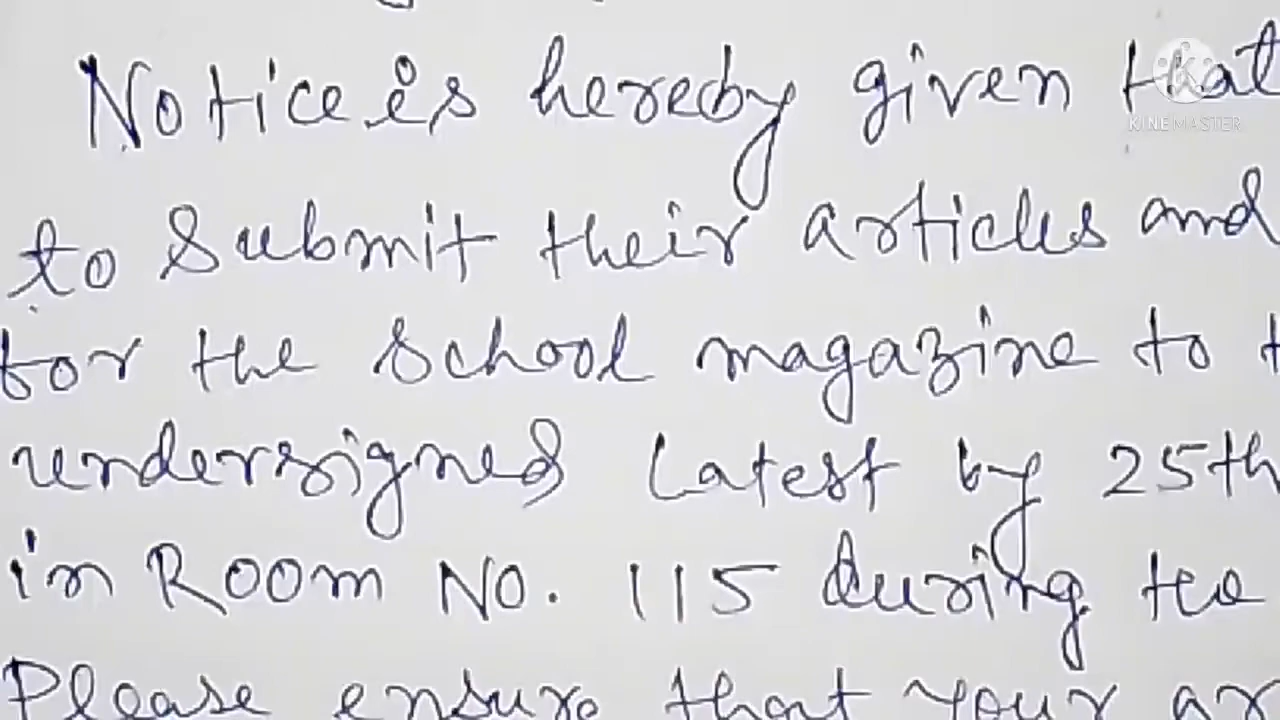 Notice is hereby given that
KINEMASTER
to Submit their articles and
for the School magazine to
undersigned Latest by 25th
in Room No. 115 during the
Please ensure that your